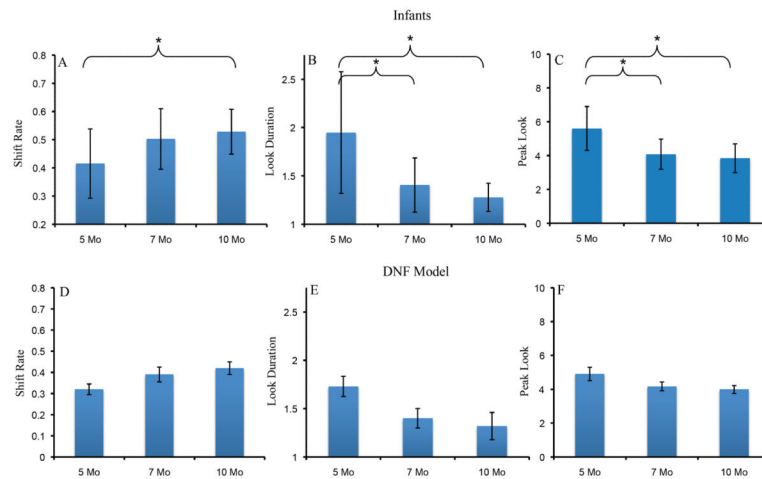 Infants
A
*
Shift Rate
0.8
0.7
0.6
0.5
0.4
0.3
0.2
5 Mo 7 Mo 10 Mo
B
*
*
Look Duration
2.5
2
1.5
1
5 Mo 7 Mo 10 Mo
C
*
*
Peak Look
10
8
6
4
2
0
5 Mo 7 Mo 10 Mo
DNF Model
D
Shift Rate
0.8
0.7
0.6
0.5
0.4
0.3
0.2
0.1
0
5 Mo 7 Mo 10 Mo
E
Look Duration
2.5
2
1.5
1
5 Mo 7 Mo 10 Mo
F
Peak Look
10
8
6
4
2
0
5 Mo 7 Mo 10 Mo